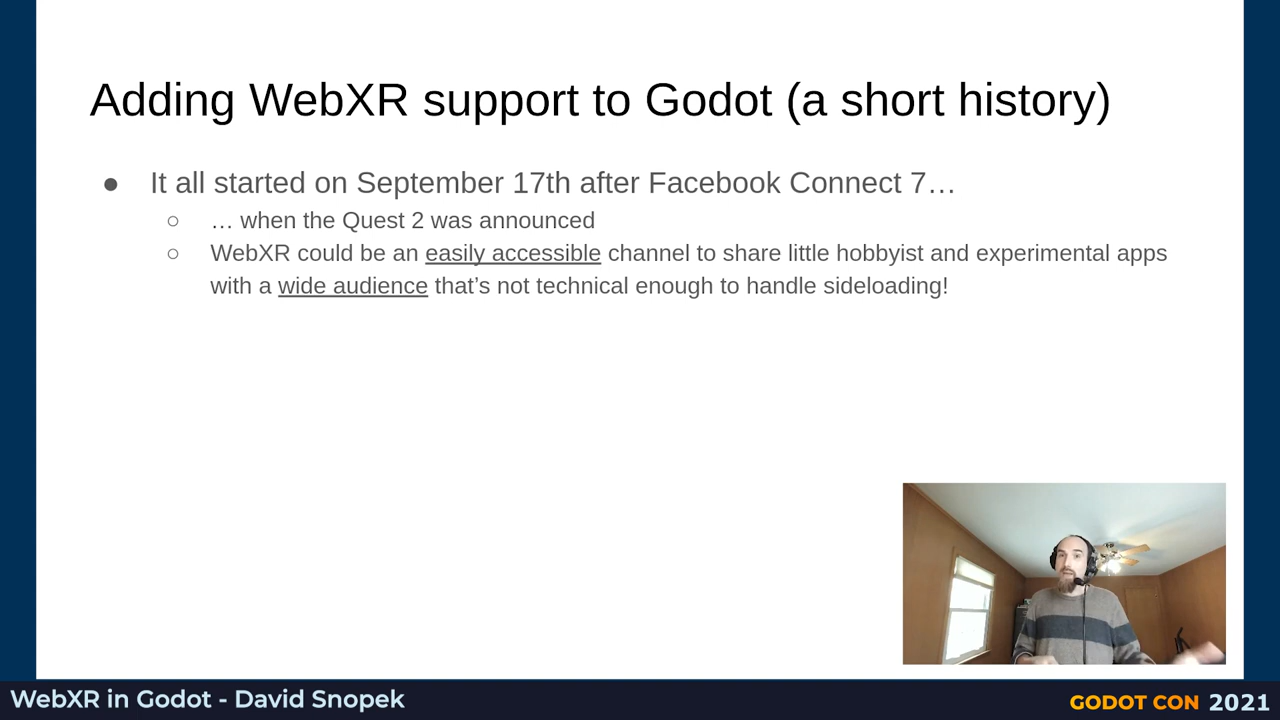 Adding WebXR support to Godot (a short history)
● It all started on September 17th after Facebook Connect 7…
○ … when the Quest 2 was announced
○ WebXR could be an easily accessible channel to share little hobbyist and experimental apps
with a wide audience that’s not technical enough to handle sideloading!
WebXR in Godot - David Snopek
GODOT CON 2021